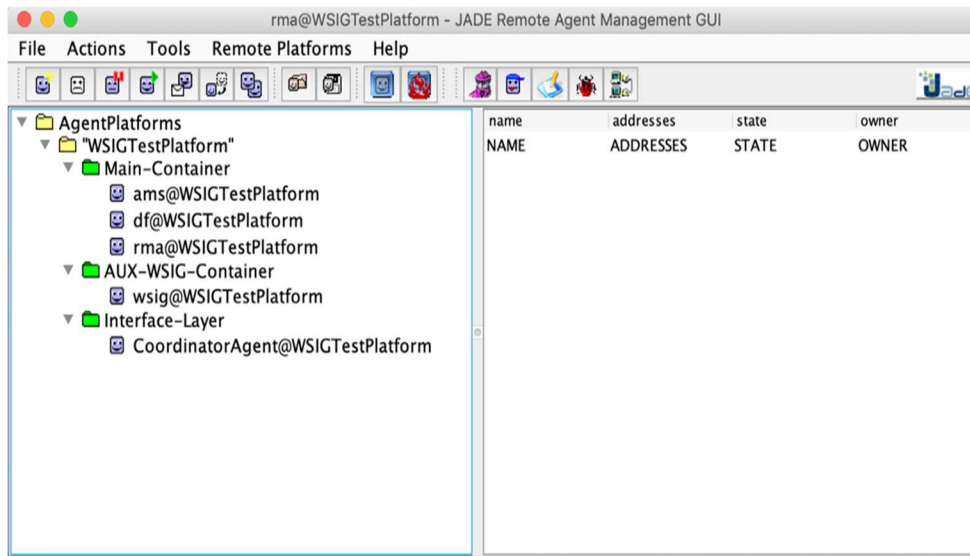 rma@WSIGTestPlatform - JADE Remote Agent Management GUI
File Actions Tools Remote Platforms Help
Jade
AgentPlatforms
"WSIGTestPlatform"
Main-Container
ams@WSIGTestPlatform
df@WSIGTestPlatform
rma@WSIGTestPlatform
AUX-WSIG-Container
wsig@WSIGTestPlatform
Interface-Layer
CoordinatorAgent@WSIGTestPlatform
name addresses state owner
NAME ADDRESSES STATE OWNER